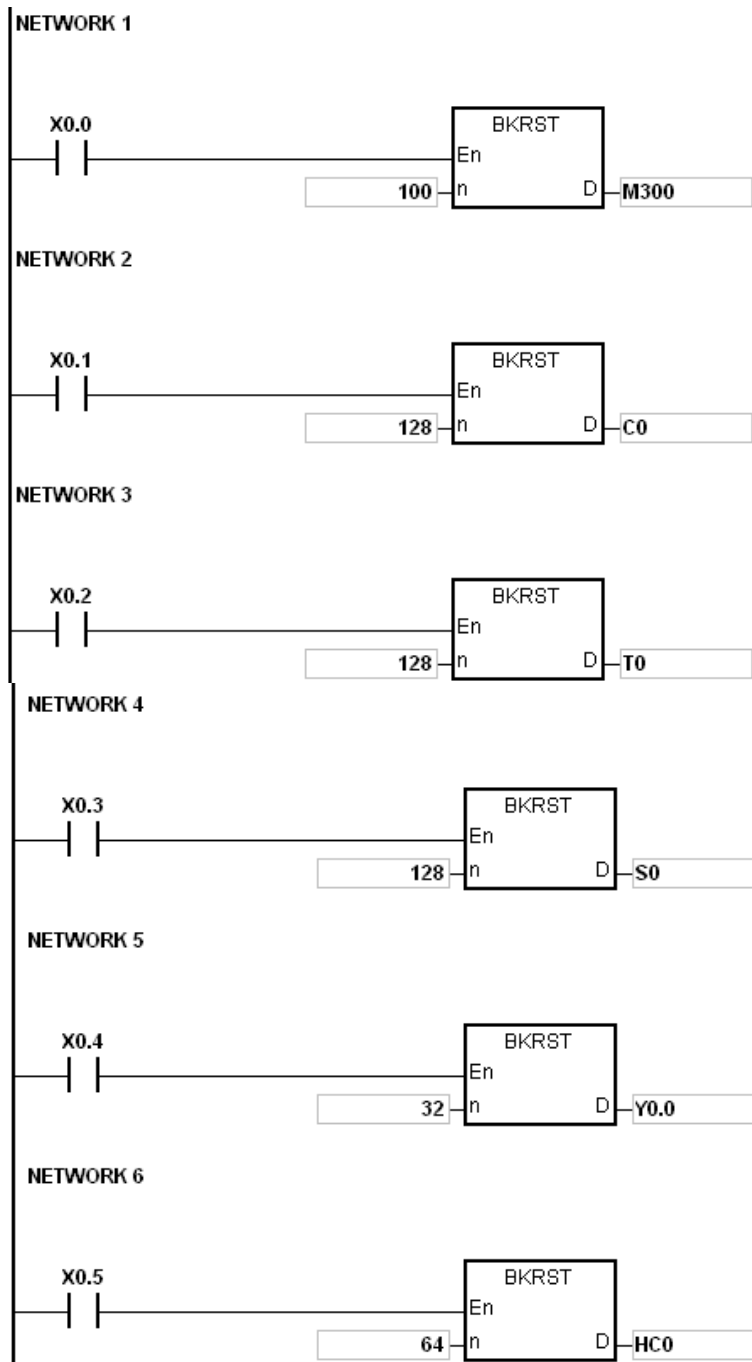 NETWORK 1
X0.0
BKRST
En
100 n D M300
NETWORK 2
X0.1
BKRST
En
128 n D C0
NETWORK 3
X0.2
BKRST
En
128 n D T0
NETWORK 4
X0.3
BKRST
En
128 n D S0
NETWORK 5
X0.4
BKRST
En
32 n D Y0.0
NETWORK 6
X0.5
BKRST
En
64 n D HC0